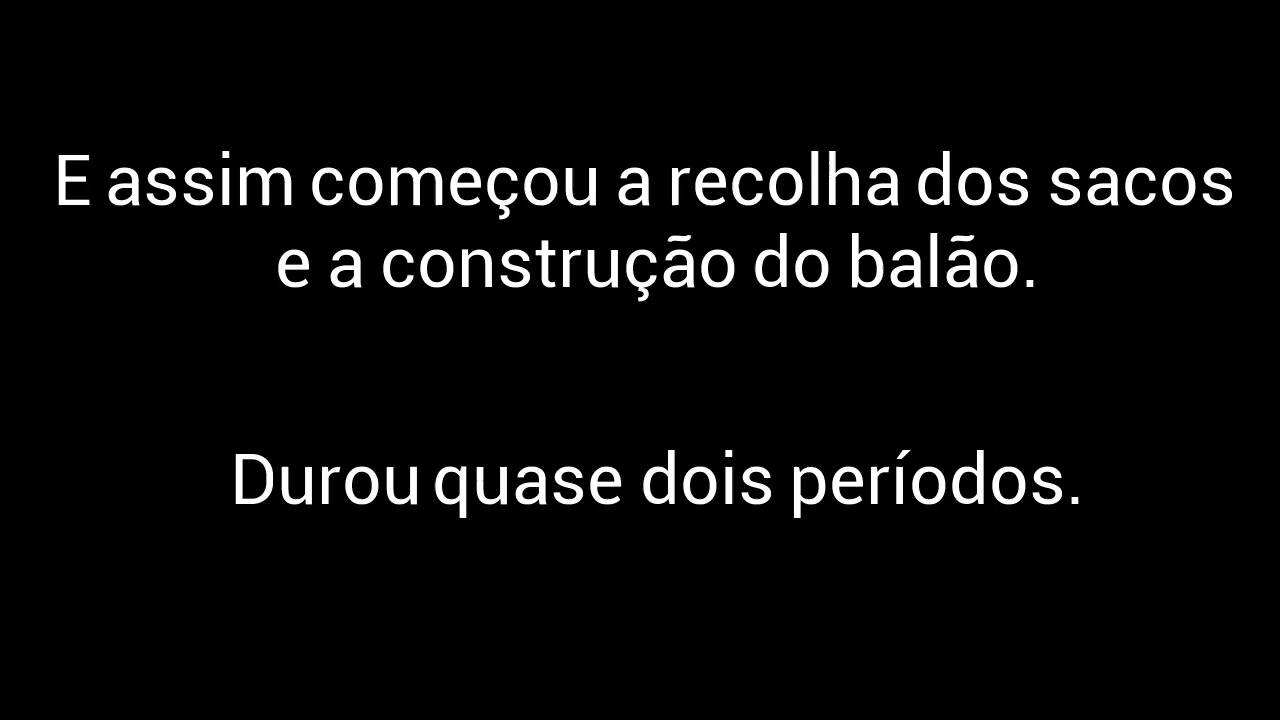 E assim começou a recolha dos sacos
e a construção do balão.
Durou quase dois períodos.